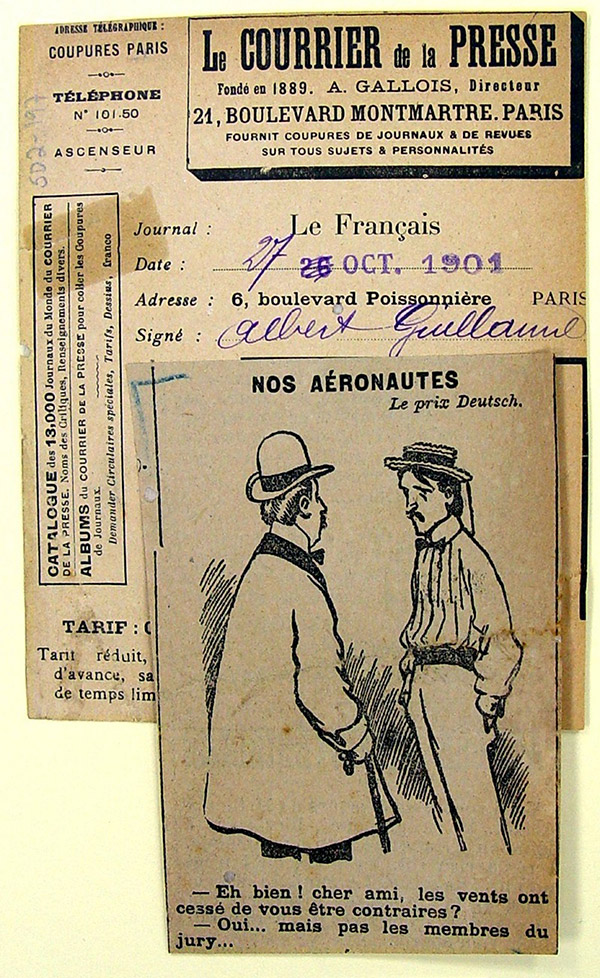 ADRESSE TÉLÉGRAPHIQUE :
COUPURES PARIS
TÉLÉPHONE
N° 101.50
ASCENSEUR
Le COURRIER de la PRESSE
Fondé en 1889. A. GALLOIS, Directeur
21, BOULEVARD MONTMARTRE. PARIS
FOURNIT COUPURES DE JOURNAUX & DE REVUES
SUR TOUS SUJETS & PERSONNALITÉS
SD2-197
CATALOGUE des 13,000 Journaux du Monde du COURRIER
DE LA PRESSE. Noms des Critiques, Renseignements divers.
ALBUMS du COURRIER DE LA PRESSE pour coller les Coupures
de Journaux.
Demander Circulaires spéciales, Tarifs, Dessins, franco
Journal : Le Français
Date : 27 26 OCT. 1901
Adresse : 6, boulevard Poissonnière PARIS
Signé : Albert Guillaume
TARIF : 0
Tarif réduit,
d'avance, sa
de temps lim
NOS AÉRONAUTES
Le prix Deutsch.
— Eh bien ! cher ami, les vents ont
cessé de vous être contraires ?
— Oui... mais pas les membres du
jury...